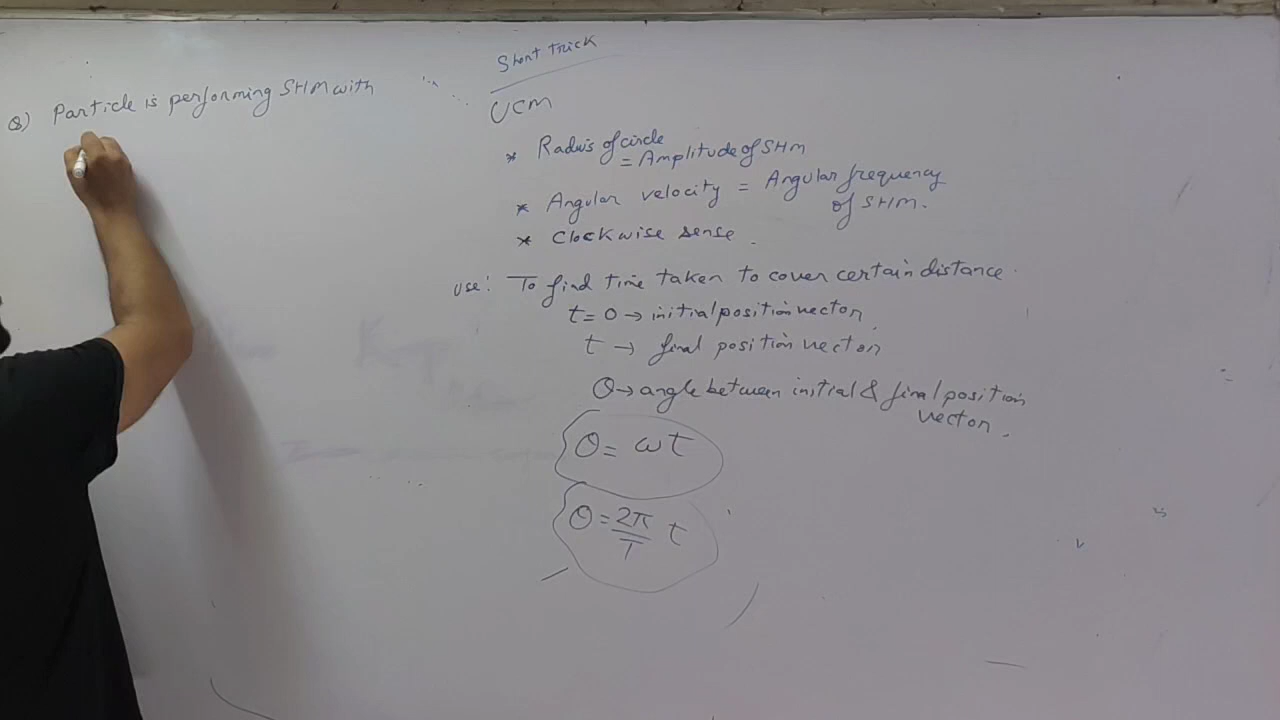 Q) Particle is performing SHM with
Short trick
UCM
* Radius of circle
= Amplitude of SHM
* Angular velocity = Angular frequency
of SHM.
* Clockwise sense.
use: To find time taken to cover certain distance.
t=0 → initial position vector
t → final position vector
θ → angle between initial & final position
vector.
θ = ωt
θ = 2π/T t